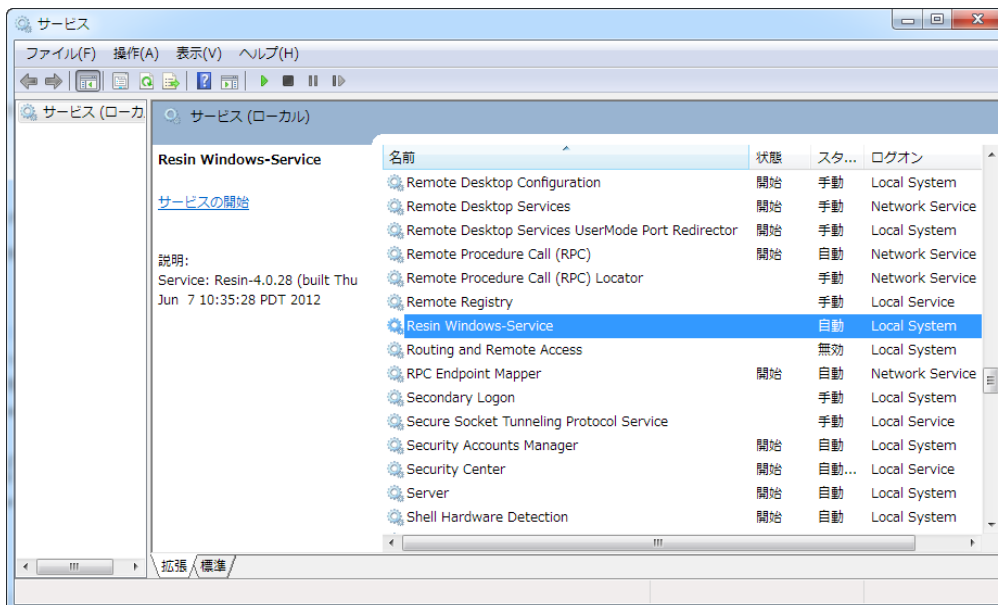 サービス
ファイル(F) 操作(A) 表示(V) ヘルプ(H)
サービス (ローカ
サービス (ローカル)
Resin Windows-Service
サービスの開始
説明:
Service: Resin-4.0.28 (built Thu
Jun 7 10:35:28 PDT 2012
名前 状態 スタ... ログオン
Remote Desktop Configuration 開始 手動 Local System
Remote Desktop Services 開始 手動 Network Service
Remote Desktop Services UserMode Port Redirector 開始 手動 Local System
Remote Procedure Call (RPC) 開始 自動 Network Service
Remote Procedure Call (RPC) Locator 手動 Network Service
Remote Registry 手動 Local Service
Resin Windows-Service 自動 Local System
Routing and Remote Access 無効 Local System
RPC Endpoint Mapper 開始 自動 Network Service
Secondary Logon 手動 Local System
Secure Socket Tunneling Protocol Service 手動 Local Service
Security Accounts Manager 開始 自動 Local System
Security Center 開始 自動... Local Service
Server 開始 自動 Local System
Shell Hardware Detection 開始 自動 Local System
拡張 標準